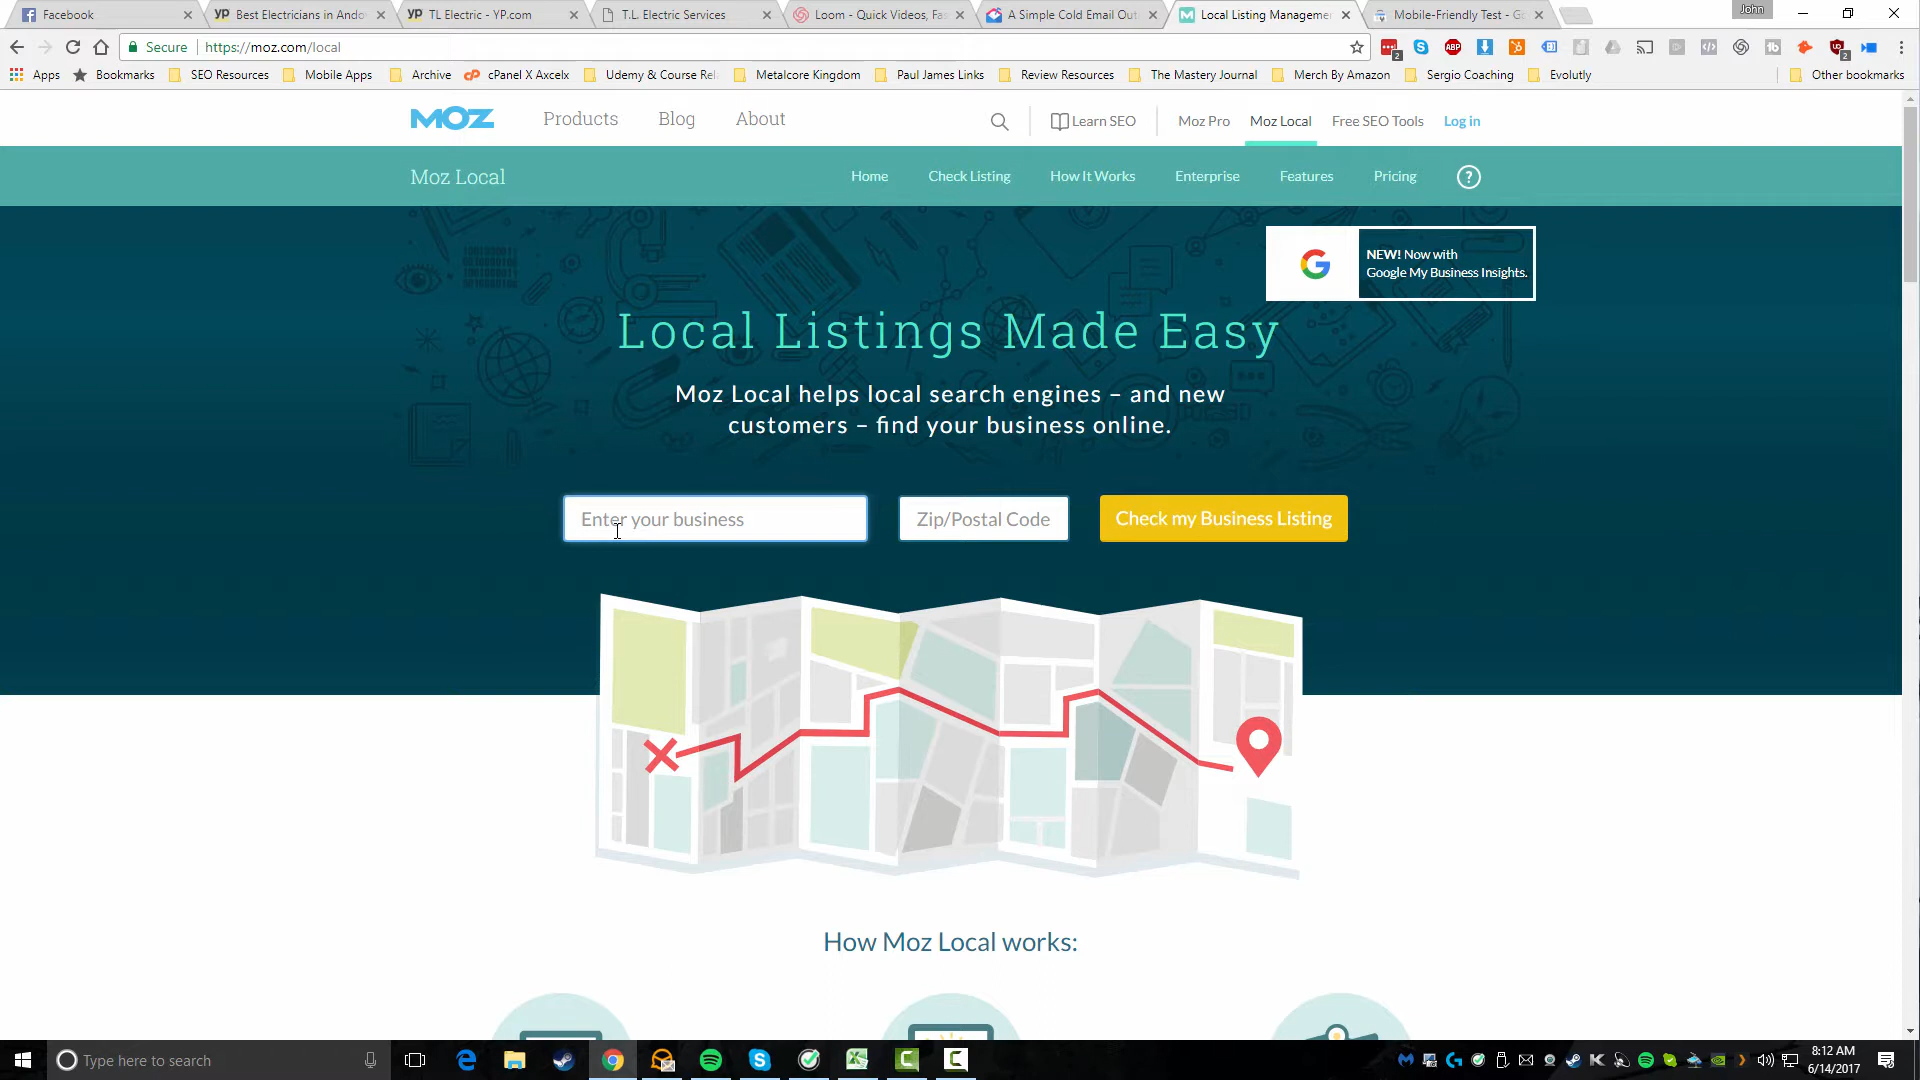 Facebook
Best Electricians in Ando
TL Electric - YP.com
T.L. Electric Services
Loom - Quick Videos, Fas
A Simple Cold Email Out
Local Listing Managemen
Mobile-Friendly Test - Go
John
Secure
https://moz.com/local
Apps
Bookmarks
SEO Resources
Mobile Apps
Archive
cPanel X Axcelx
Udemy & Course Rel
Metalcore Kingdom
Paul James Links
Review Resources
The Mastery Journal
Merch By Amazon
Sergio Coaching
Evolutly
Other bookmarks
MOZ
Products
Blog
About
Learn SEO
Moz Pro
Moz Local
Free SEO Tools
Log in
Moz Local
Home
Check Listing
How It Works
Enterprise
Features
Pricing
?
NEW! Now with
Google My Business Insights.
Local Listings Made Easy
Moz Local helps local search engines – and new
customers – find your business online.
Enter your business
Zip/Postal Code
Check my Business Listing
How Moz Local works:
Type here to search
8:12 AM
6/14/2017